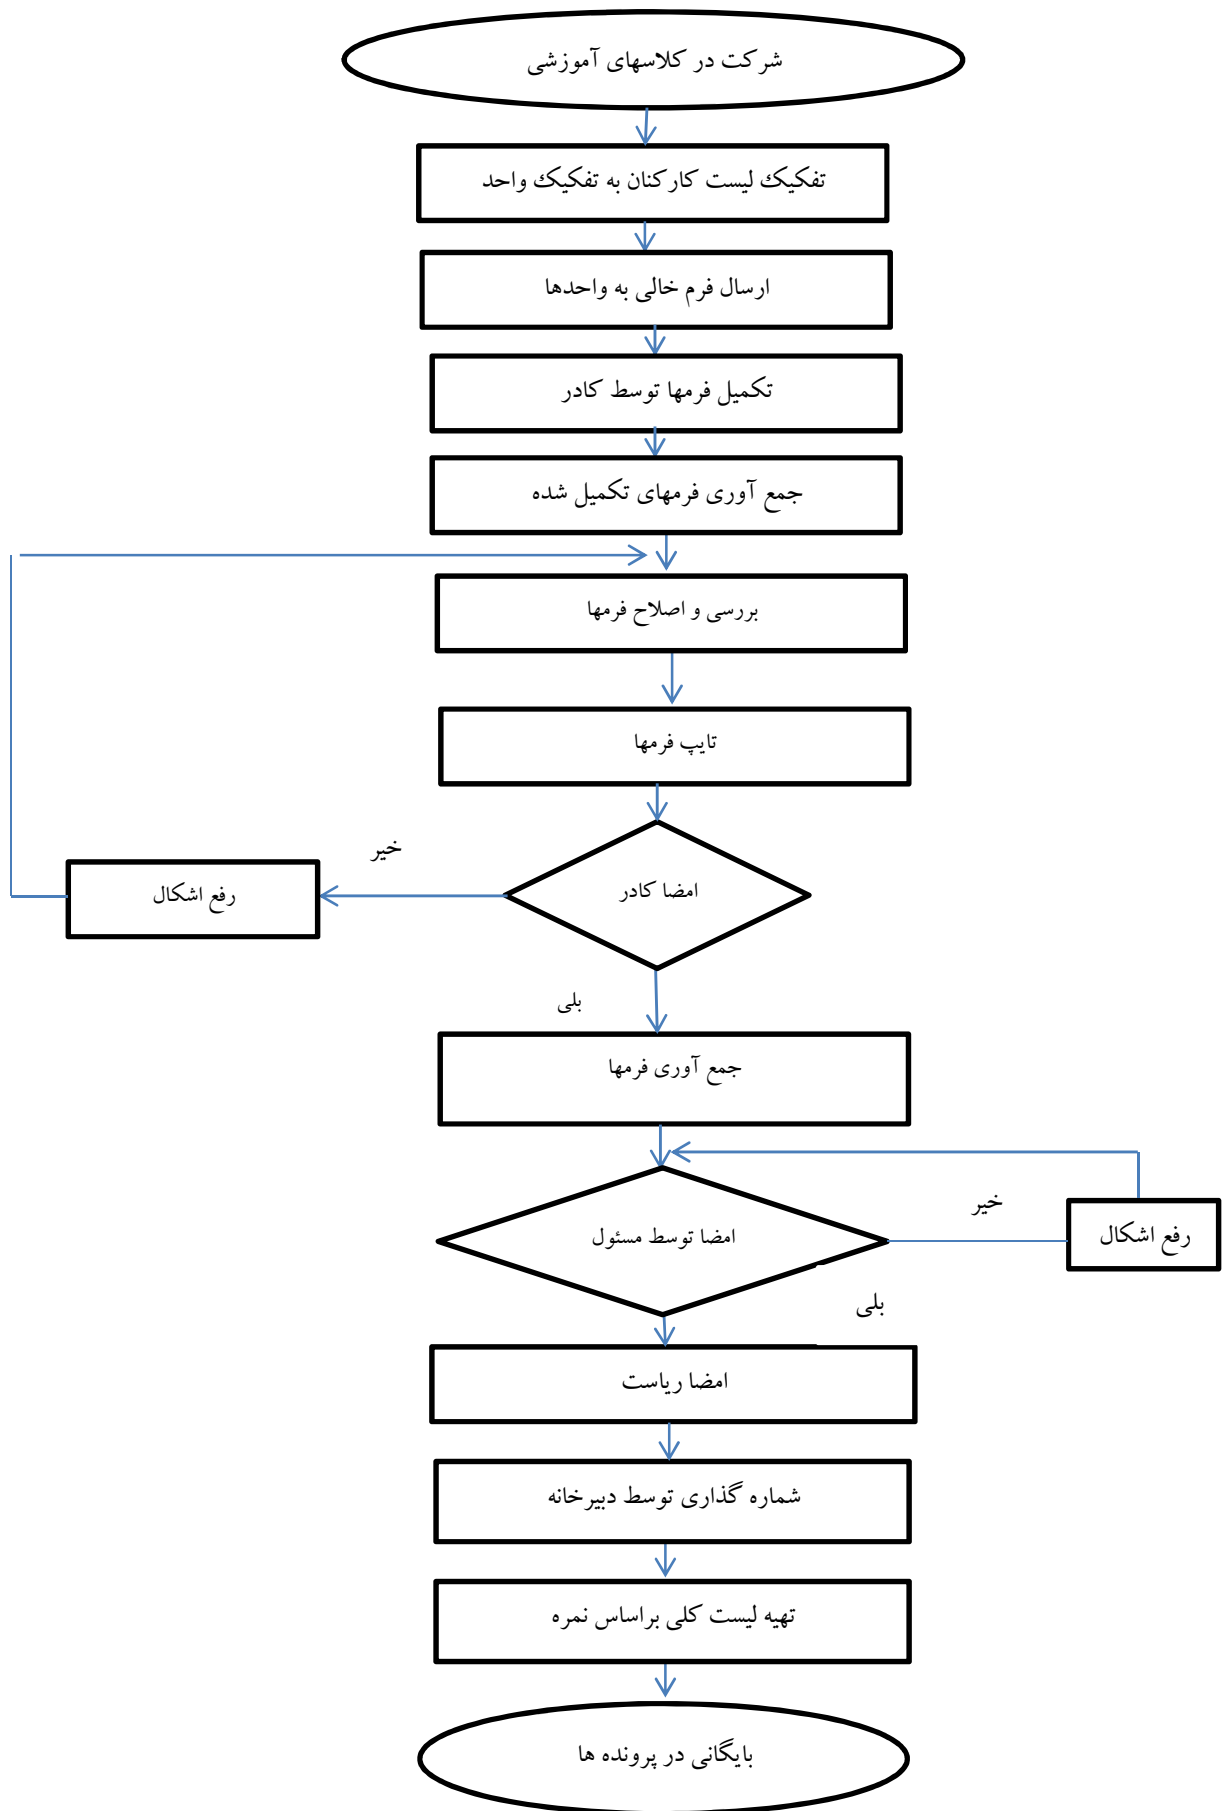 شرکت در کلاسهای آموزشی
تفکیک لیست کارکنان به تفکیک واحد
ارسال فرم خالی به واحدها
تکمیل فرمها توسط کادر
جمع آوری فرمهای تکمیل شده
بررسی و اصلاح فرمها
تایپ فرمها
امضا کادر
خیر
رفع اشکال
بلی
جمع آوری فرمها
امضا توسط مسئول
خیر
رفع اشکال
بلی
امضا ریاست
شماره گذاری توسط دبیرخانه
تهیه لیست کلی براساس نمره
بایگانی در پرونده ها